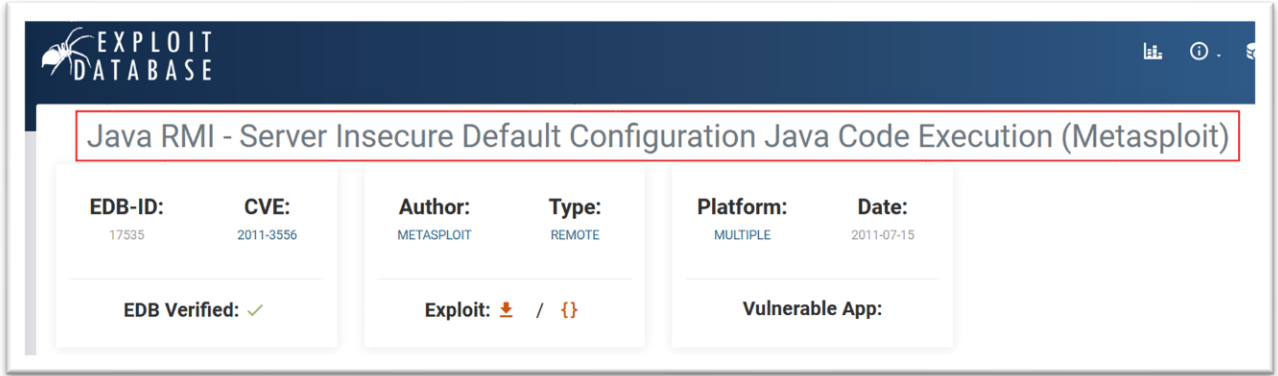 EXPLOIT
DATABASE
Java RMI - Server Insecure Default Configuration Java Code Execution (Metasploit)
EDB-ID: CVE: Author: Type: Platform: Date:
17535 2011-3556 METASPLOIT REMOTE MULTIPLE 2011-07-15
EDB Verified: ✓ Exploit: / {} Vulnerable App: